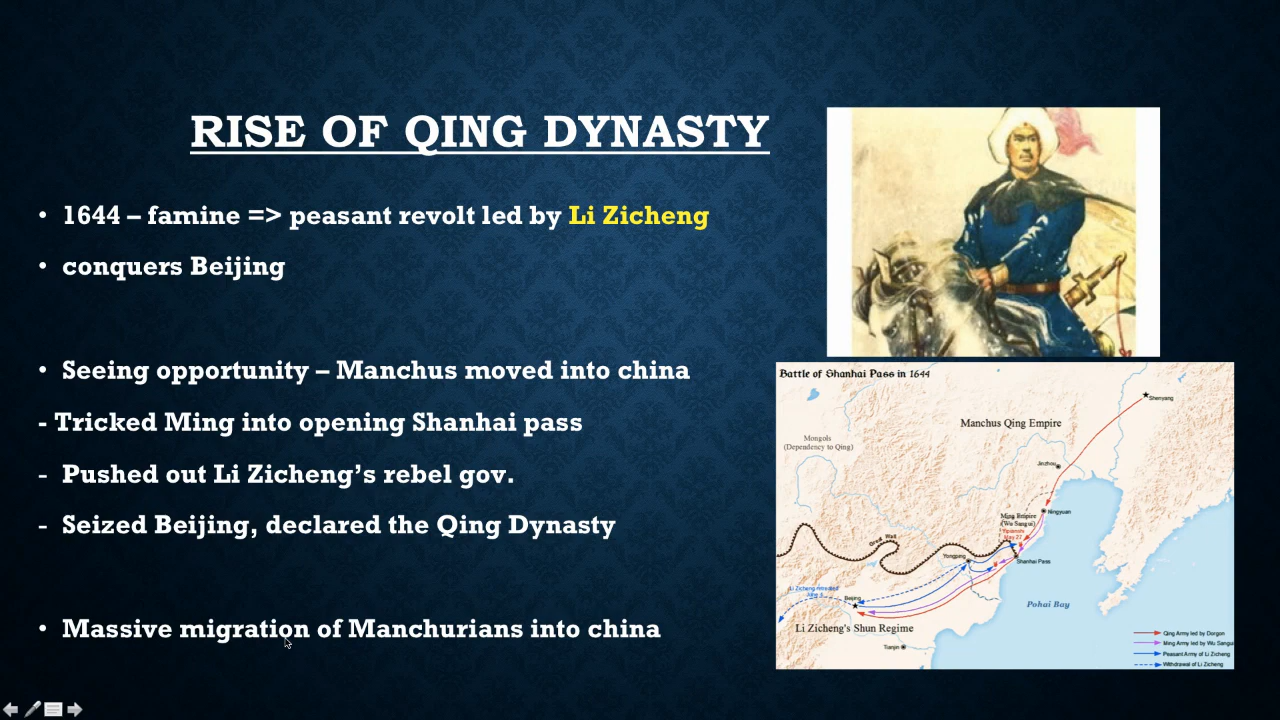 RISE OF QING DYNASTY
• 1644 – famine => peasant revolt led by Li Zicheng
• conquers Beijing
• Seeing opportunity – Manchus moved into china
- Tricked Ming into opening Shanhai pass
- Pushed out Li Zicheng’s rebel gov.
- Seized Beijing, declared the Qing Dynasty
• Massive migration of Manchurians into china
Battle of Shanhai Pass in 1644
Shenyang
Manchus Qing Empire
Mongols
(Dependency to Qing)
Jinzhou
Ningyuan
Ming Empire
(Wu Sangui)
May 27
Great Wall
Yongping
Shanhai Pass
Li Zicheng retreated
Beijing
Pohai Bay
Li Zicheng's Shun Regime
Tianjin
Qing Army led by Dorgon
Ming Army led by Wu Sangui
Peasant Army of Li Zicheng
Withdrawal of Li Zicheng